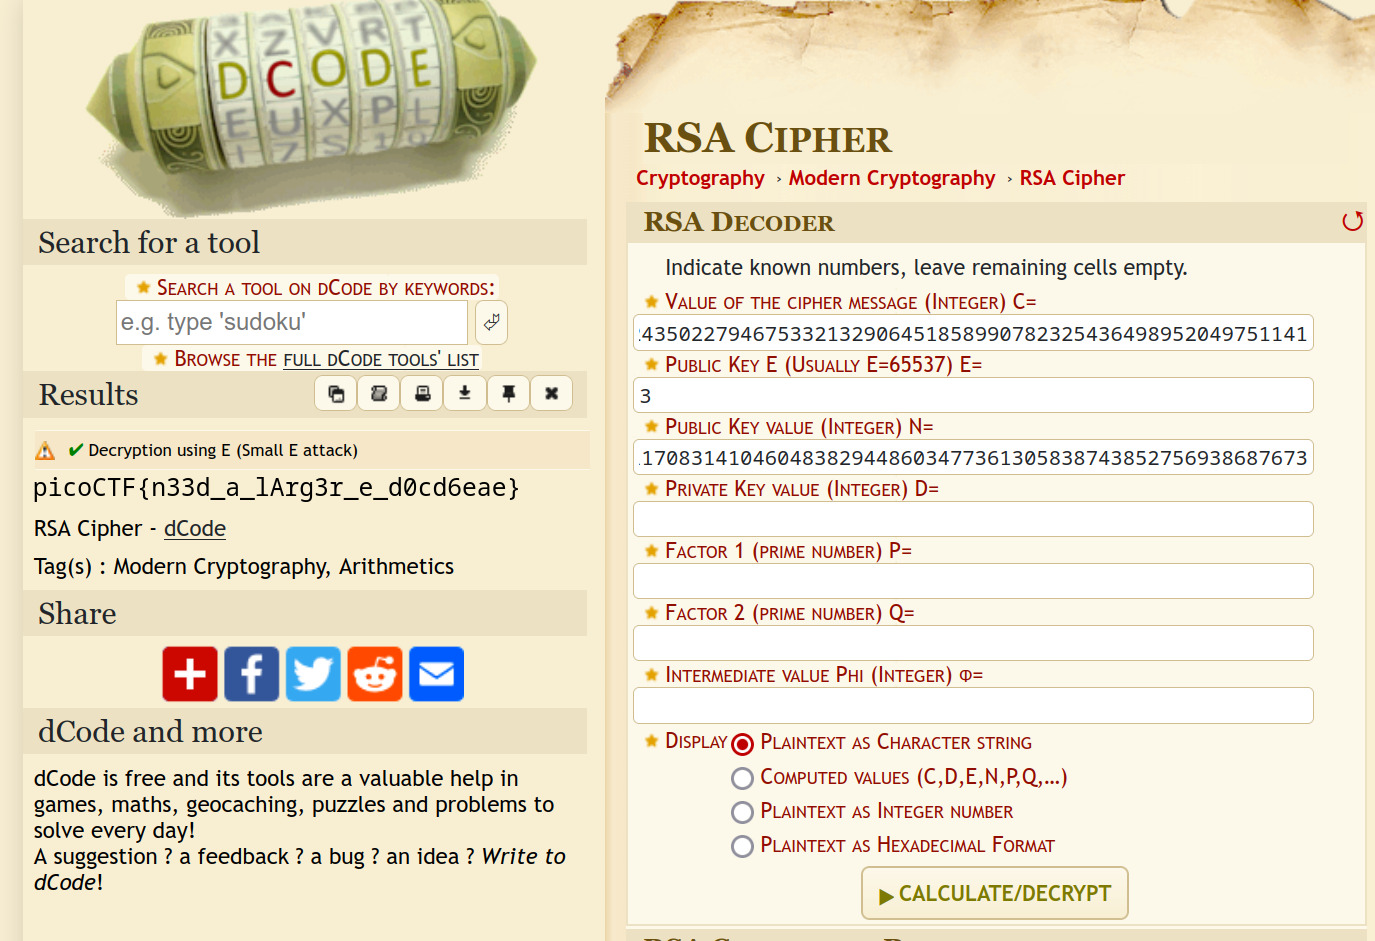 X Z V R T
D C O D E
E U X P L
Search for a tool
SEARCH A TOOL ON DCODE BY KEYWORDS:
e.g. type 'sudoku'
BROWSE THE FULL DCODE TOOLS' LIST
Results
Decryption using E (Small E attack)
picoCTF{n33d_a_lArg3r_e_d0cd6eae}
RSA Cipher - dCode
Tag(s) : Modern Cryptography, Arithmetics
Share
dCode and more
dCode is free and its tools are a valuable help in
games, maths, geocaching, puzzles and problems to
solve every day!
A suggestion ? a feedback ? a bug ? an idea ? Write to
dCode!
RSA CIPHER
Cryptography › Modern Cryptography › RSA Cipher
RSA DECODER
Indicate known numbers, leave remaining cells empty.
VALUE OF THE CIPHER MESSAGE (INTEGER) C=
43502279467533213290645185899078232543649895204975 1141
PUBLIC KEY E (USUALLY E=65537) E=
3
PUBLIC KEY VALUE (INTEGER) N=
17083141046048382944860347736130583874385275693868 7673
PRIVATE KEY VALUE (INTEGER) D=
FACTOR 1 (PRIME NUMBER) P=
FACTOR 2 (PRIME NUMBER) Q=
INTERMEDIATE VALUE PHI (INTEGER) Φ=
DISPLAY PLAINTEXT AS CHARACTER STRING
COMPUTED VALUES (C,D,E,N,P,Q,...)
PLAINTEXT AS INTEGER NUMBER
PLAINTEXT AS HEXADECIMAL FORMAT
▶ CALCULATE/DECRYPT